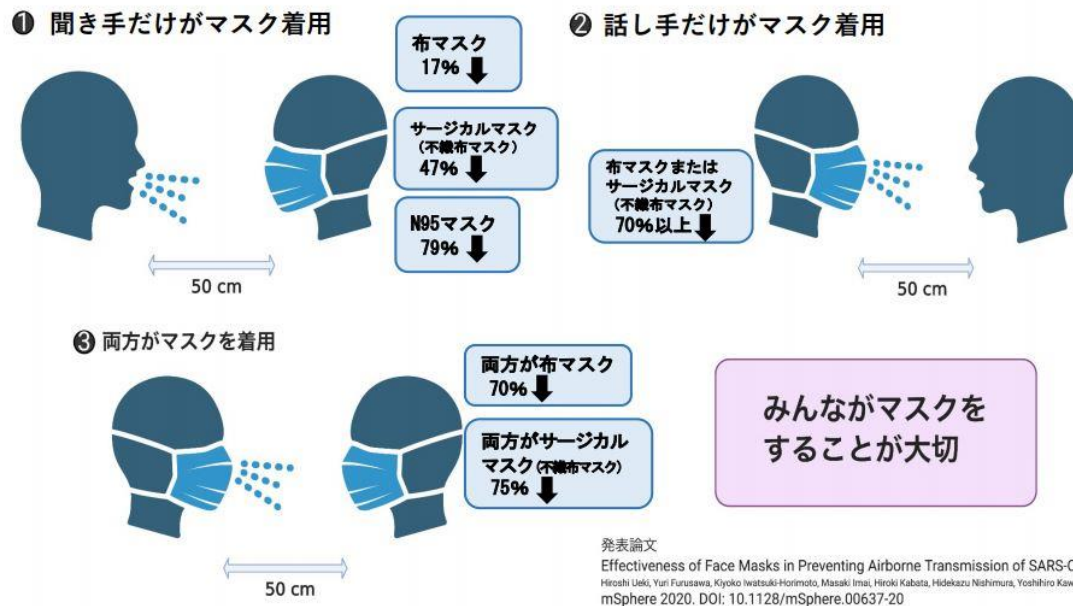 ❶ 聞き手だけがマスク着用
布マスク
17%
サージカルマスク
(不織布マスク)
47%
N95マスク
79%
50 cm
❷ 話し手だけがマスク着用
布マスクまたは
サージカルマスク
(不織布マスク)
70%以上
50 cm
❸ 両方がマスクを着用
両方が布マスク
70%
両方がサージカル
マスク(不織布マスク)
75%
50 cm
みんながマスクを
することが大切
発表論文
Effectiveness of Face Masks in Preventing Airborne Transmission of SARS-C
Hiroshi Ueki, Yuri Furusawa, Kiyoko Iwatsuki-Horimoto, Masaki Imai, Hiroki Kabata, Hidekazu Nishimura, Yoshihiro Kaw
mSphere 2020. DOI: 10.1128/mSphere.00637-20